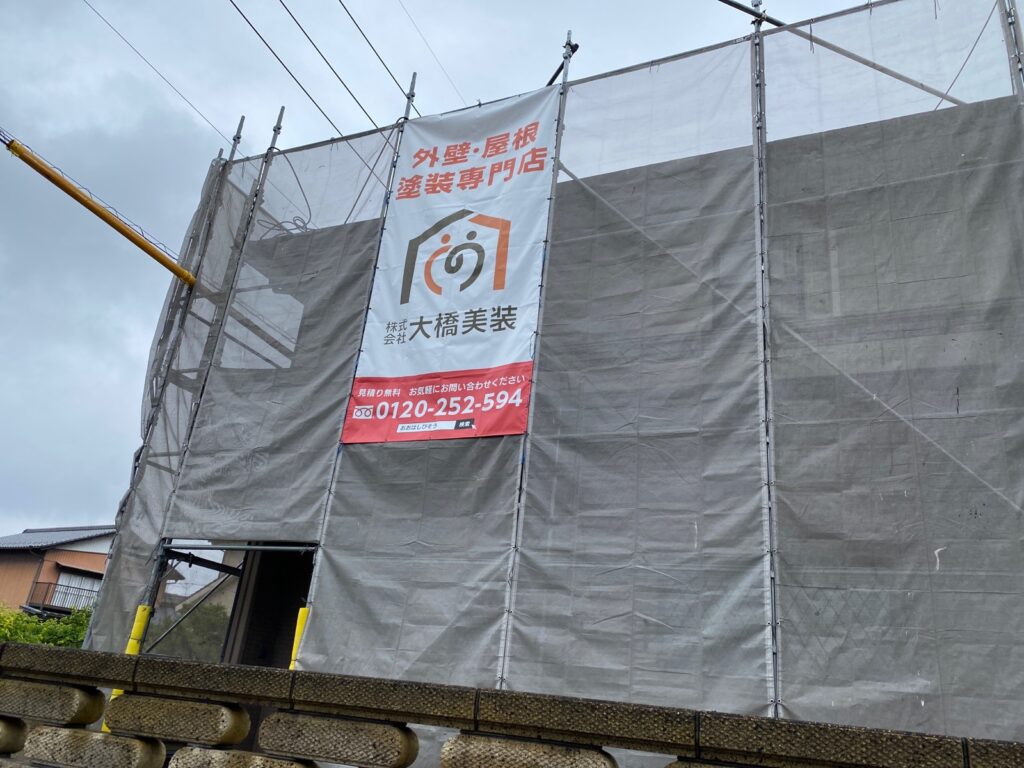 外壁・屋根
塗装専門店
株式会社大橋美装
見積り無料 お気軽にお問い合わせください
0120-252-594
おおはしびそう 検索